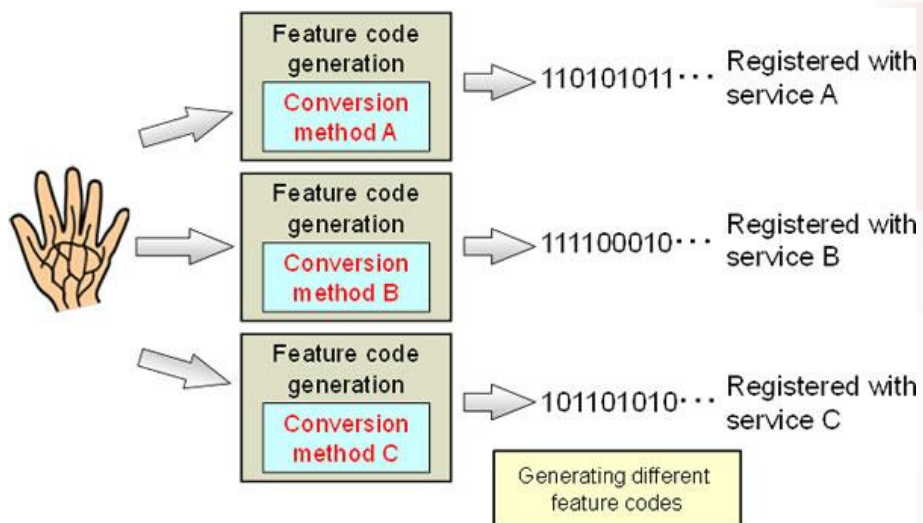 Feature code
generation
Conversion
method A
110101011···
Registered with
service A
Feature code
generation
Conversion
method B
111100010···
Registered with
service B
Feature code
generation
Conversion
method C
101101010···
Registered with
service C
Generating different
feature codes